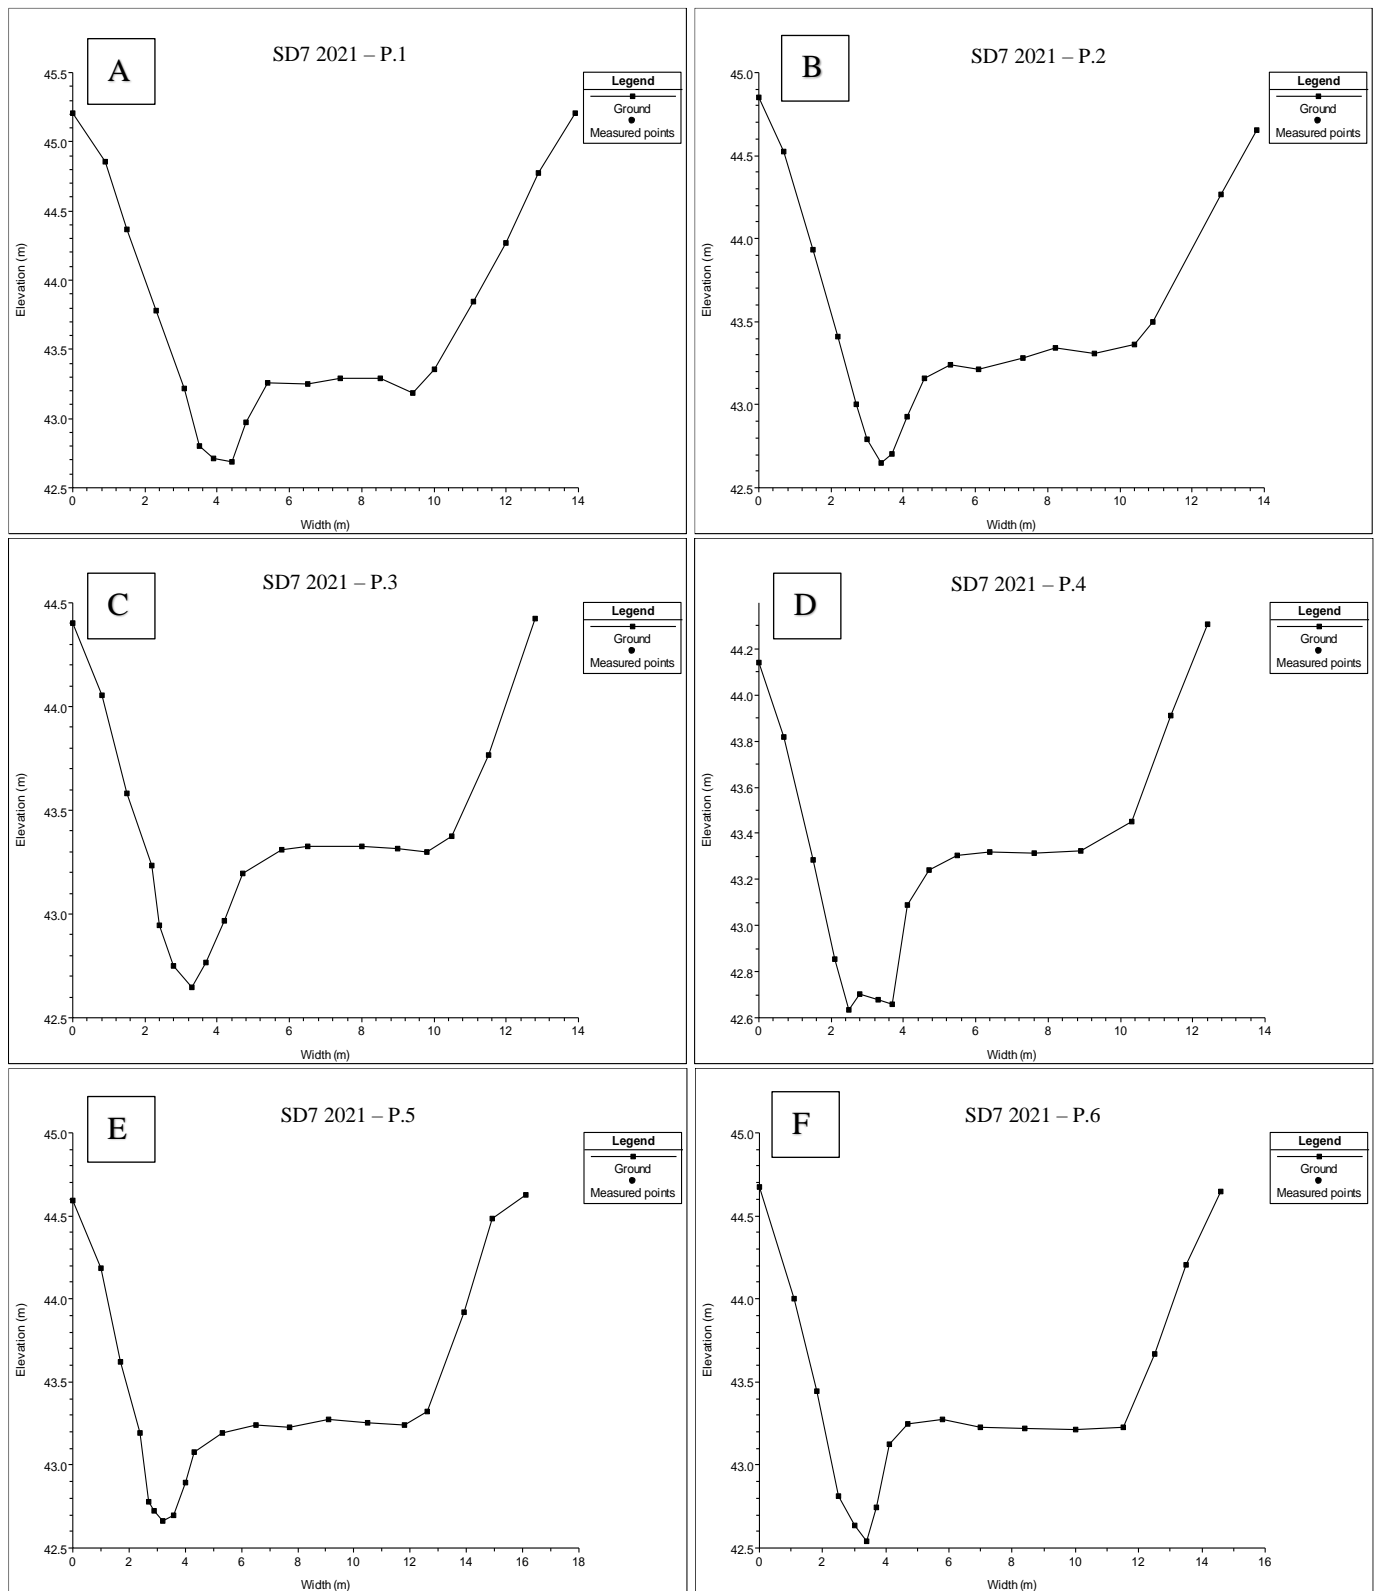 A
SD7 2021 – P.1
Legend
Ground
Measured points
Elevation (m)
45.5
45.0
44.5
44.0
43.5
43.0
42.5
0 2 4 6 8 10 12 14
Width (m)
B
SD7 2021 – P.2
Legend
Ground
Measured points
Elevation (m)
45.0
44.5
44.0
43.5
43.0
42.5
0 2 4 6 8 10 12 14
Width (m)
C
SD7 2021 – P.3
Legend
Ground
Measured points
Elevation (m)
44.5
44.0
43.5
43.0
42.5
0 2 4 6 8 10 12 14
Width (m)
D
SD7 2021 – P.4
Legend
Ground
Measured points
Elevation (m)
44.2
44.0
43.8
43.6
43.4
43.2
43.0
42.8
42.6
0 2 4 6 8 10 12 14
Width (m)
E
SD7 2021 – P.5
Legend
Ground
Measured points
Elevation (m)
45.0
44.5
44.0
43.5
43.0
42.5
0 2 4 6 8 10 12 14 16 18
Width (m)
F
SD7 2021 – P.6
Legend
Ground
Measured points
Elevation (m)
45.0
44.5
44.0
43.5
43.0
42.5
0 2 4 6 8 10 12 14 16
Width (m)